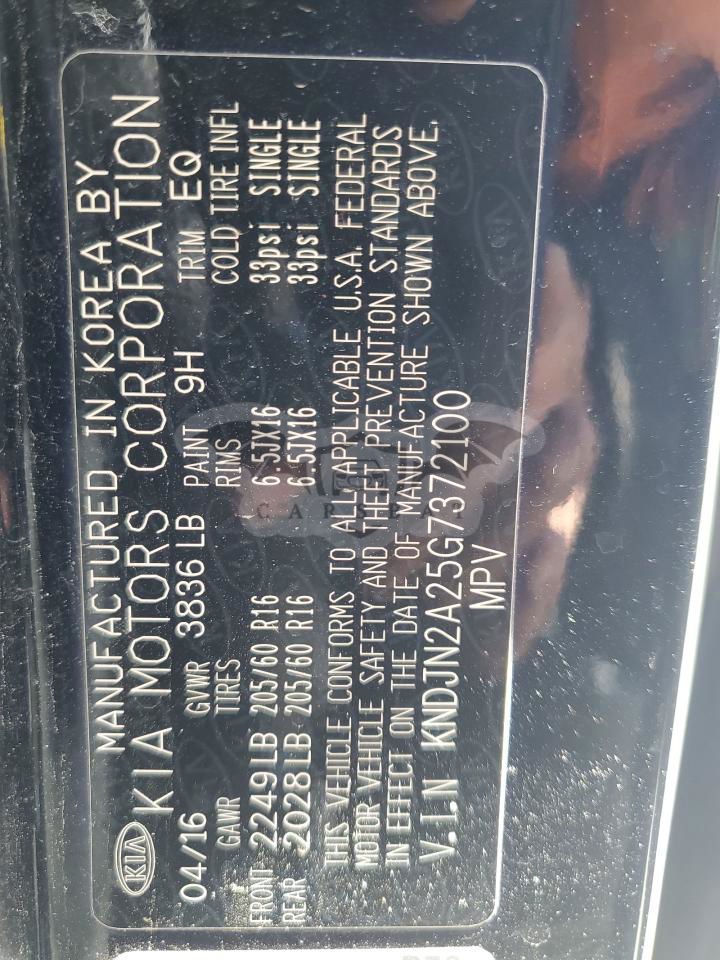 MANUFACTURED IN KOREA BY
KIA KIA MOTORS CORPORATION
04/16 GVWR 3836 LB PAINT 9H TRIM EQ
GAWR TIRES RIMS COLD TIRE INFL
FRONT 2249LB 205/60 R16 6.5JX16 33psi SINGLE
REAR 2028LB 205/60 R16 6.5JX16 33psi SINGLE
THIS VEHICLE CONFORMS TO ALL APPLICABLE U.S.A. FEDERAL
MOTOR VEHICLE SAFETY AND THEFT PREVENTION STANDARDS
IN EFFECT ON THE DATE OF MANUFACTURE SHOWN ABOVE.
V.I.N KNDJN2A25G7372100
MPV